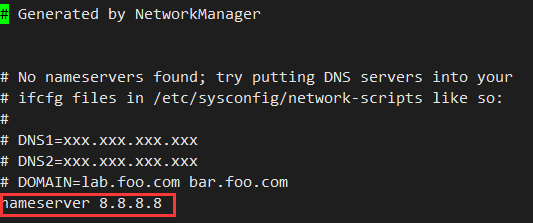 # Generated by NetworkManager
# No nameservers found; try putting DNS servers into your
# ifcfg files in /etc/sysconfig/network-scripts like so:
#
# DNS1=xxx.xxx.xxx.xxx
# DNS2=xxx.xxx.xxx.xxx
# DOMAIN=lab.foo.com bar.foo.com
nameserver 8.8.8.8